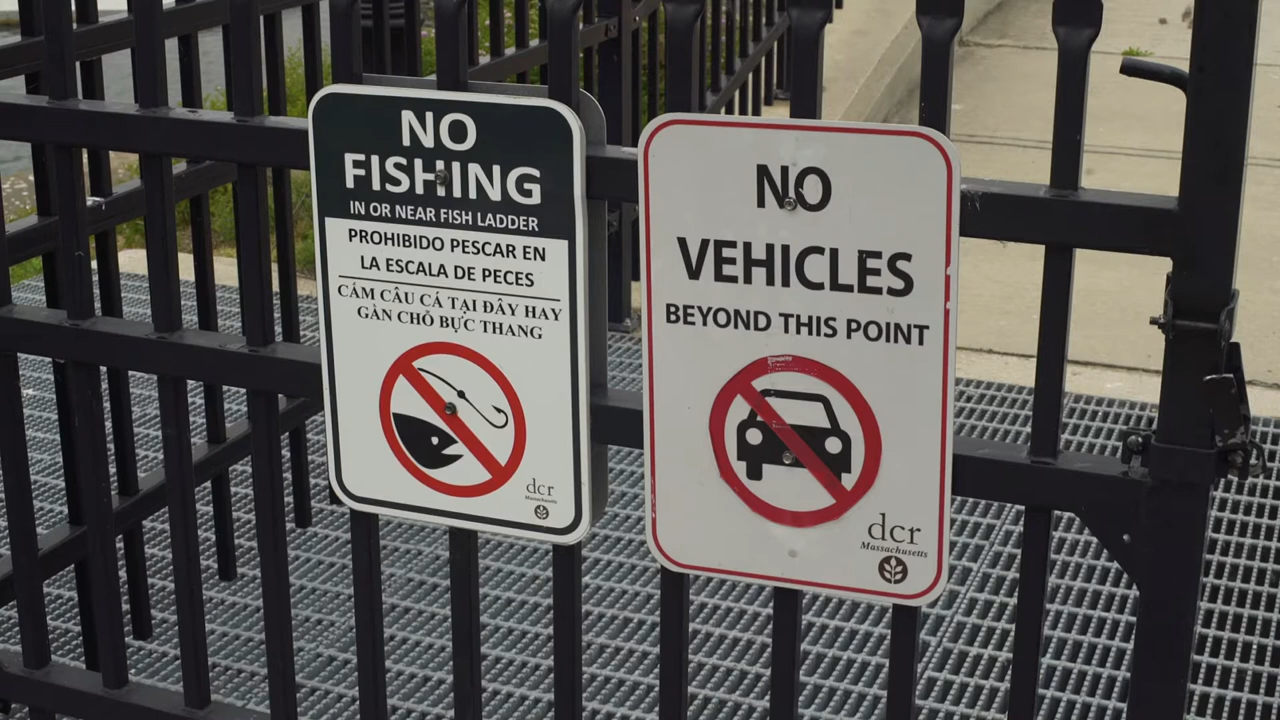 NO
FISHING
IN OR NEAR FISH LADDER
PROHIBIDO PESCAR EN
LA ESCALA DE PECES
CẤM CÂU CÁ TẠI ĐÂY HAY
GẦN CHỖ BỰC THANG
dcr
Massachusetts
NO
VEHICLES
BEYOND THIS POINT
dcr
Massachusetts